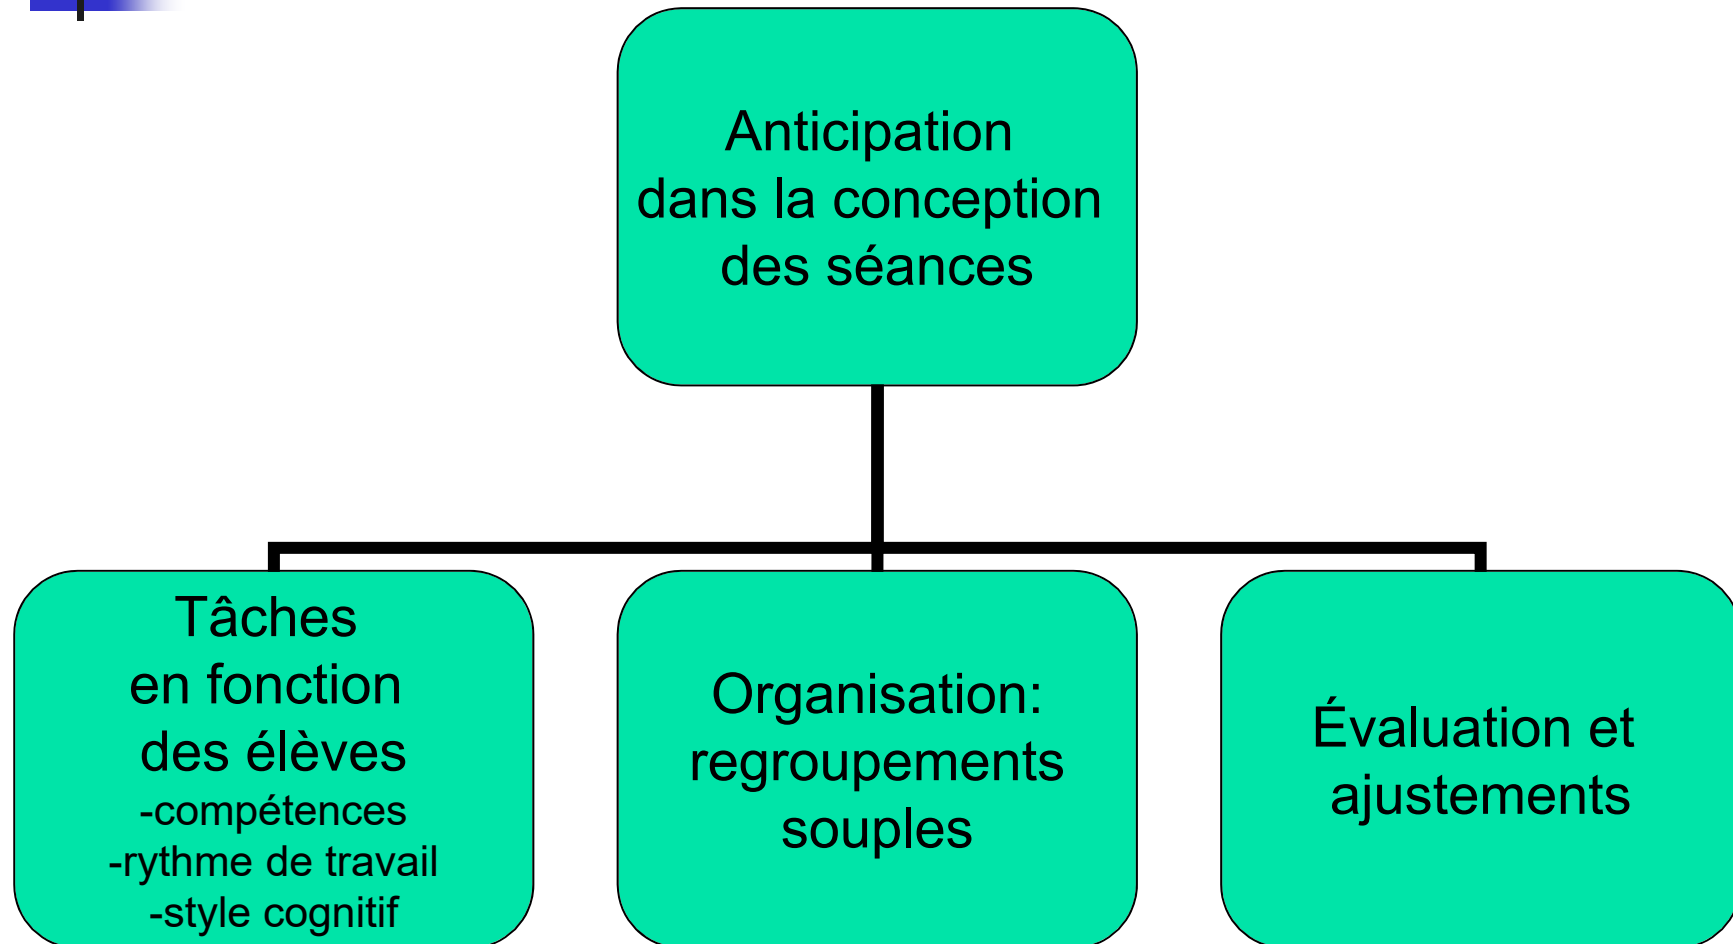 Anticipation
dans la conception
des séances
Tâches
en fonction
des élèves
-compétences
-rythme de travail
-style cognitif
Organisation:
regroupements
souples
Évaluation et
ajustements